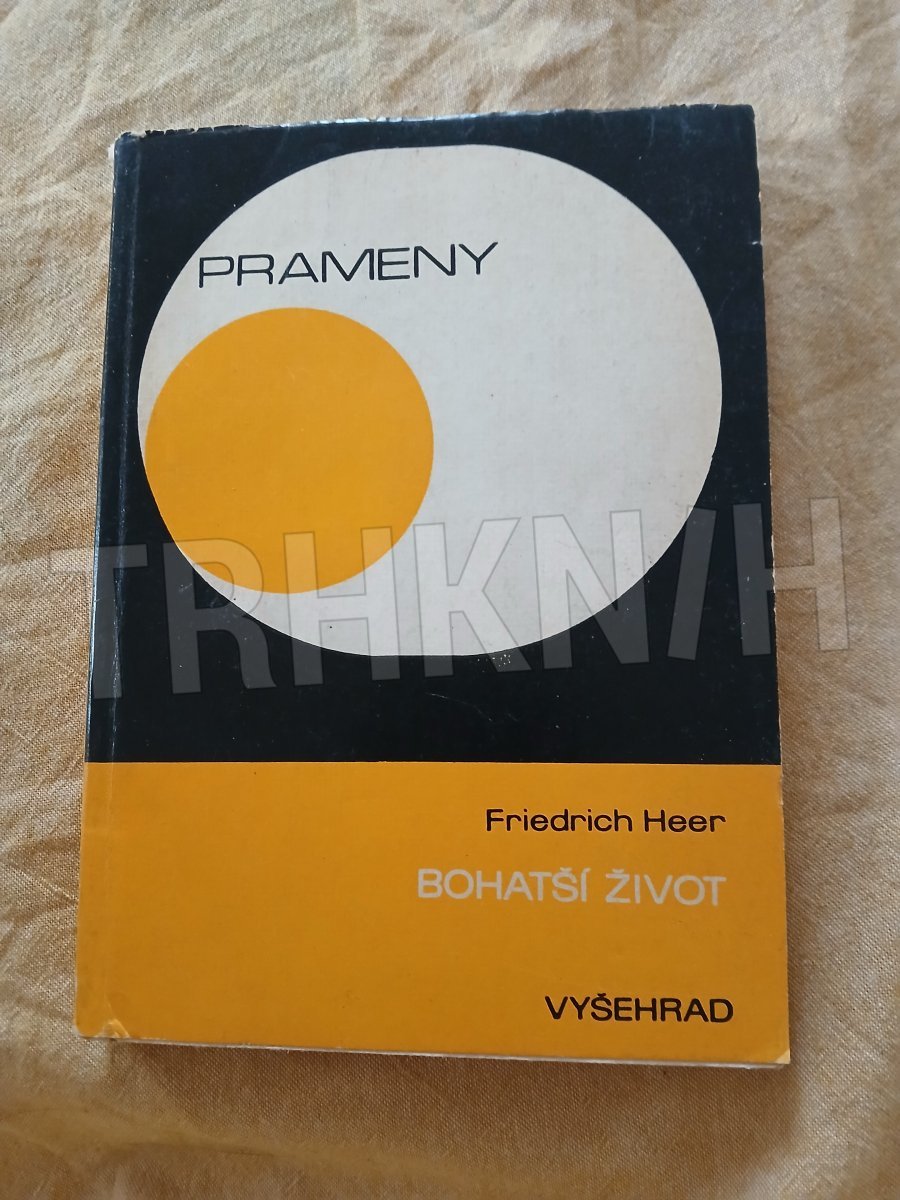 PRAMENY
TRHKNIH
Friedrich Heer
BOHATŠÍ ŽIVOT
VYŠEHRAD